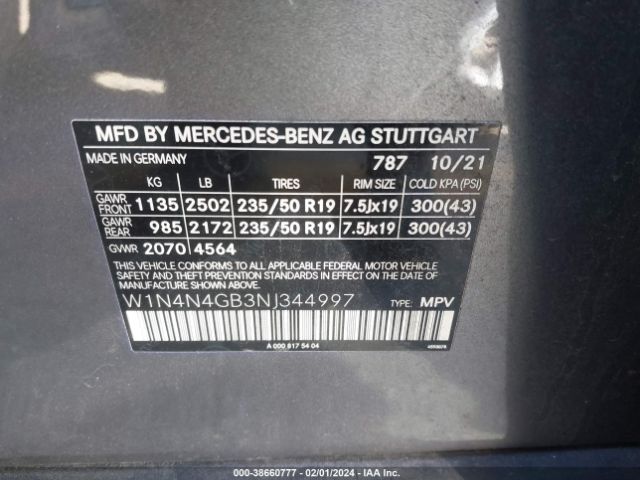 MFD BY MERCEDES-BENZ AG STUTTGART
MADE IN GERMANY 787 10/21
KG LB TIRES RIM SIZE COLD KPA(PSI)
GAWR FRONT 1135 2502 235/50 R19 7.5Jx19 300(43)
GAWR REAR 985 2172 235/50 R19 7.5Jx19 300(43)
GVWR 2070 4564
THIS VEHICLE CONFORMS TO ALL APPLICABLE FEDERAL MOTOR VEHICLE SAFETY STANDARDS IN EFFECT ON THE DATE OF
MANUFACTURE SHOWN ABOVE.
W1N4N4GB3NJ344997 TYPE: MPV
A 000 817 54 04
000-38660777 - 02/01/2024 - IAA Inc.